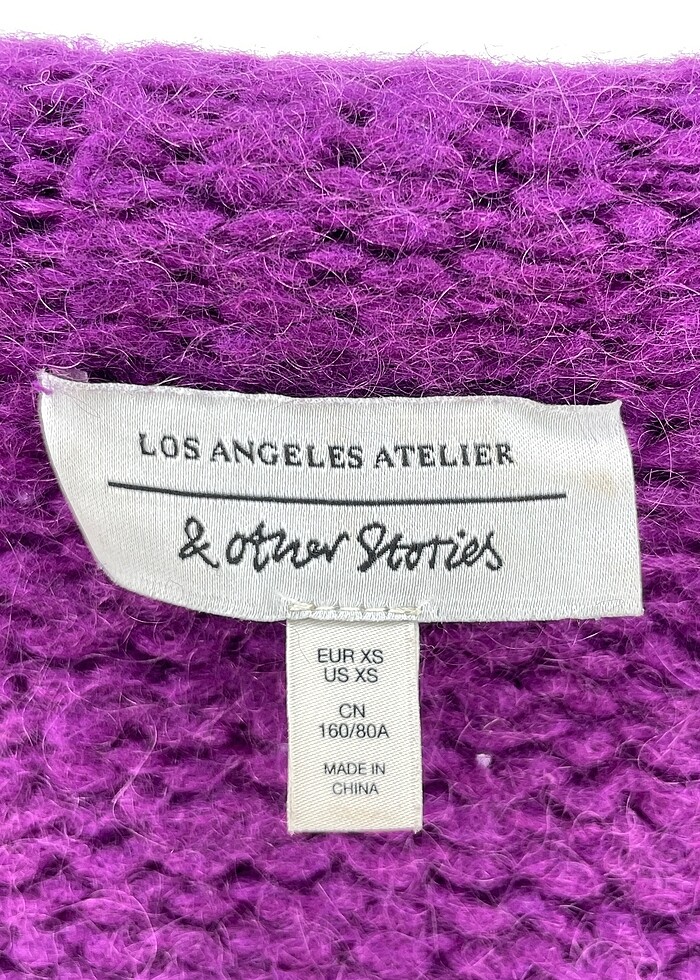 LOS ANGELES ATELIER
& other Stories
EUR XS
US XS
CN
160/80A
MADE IN
CHINA